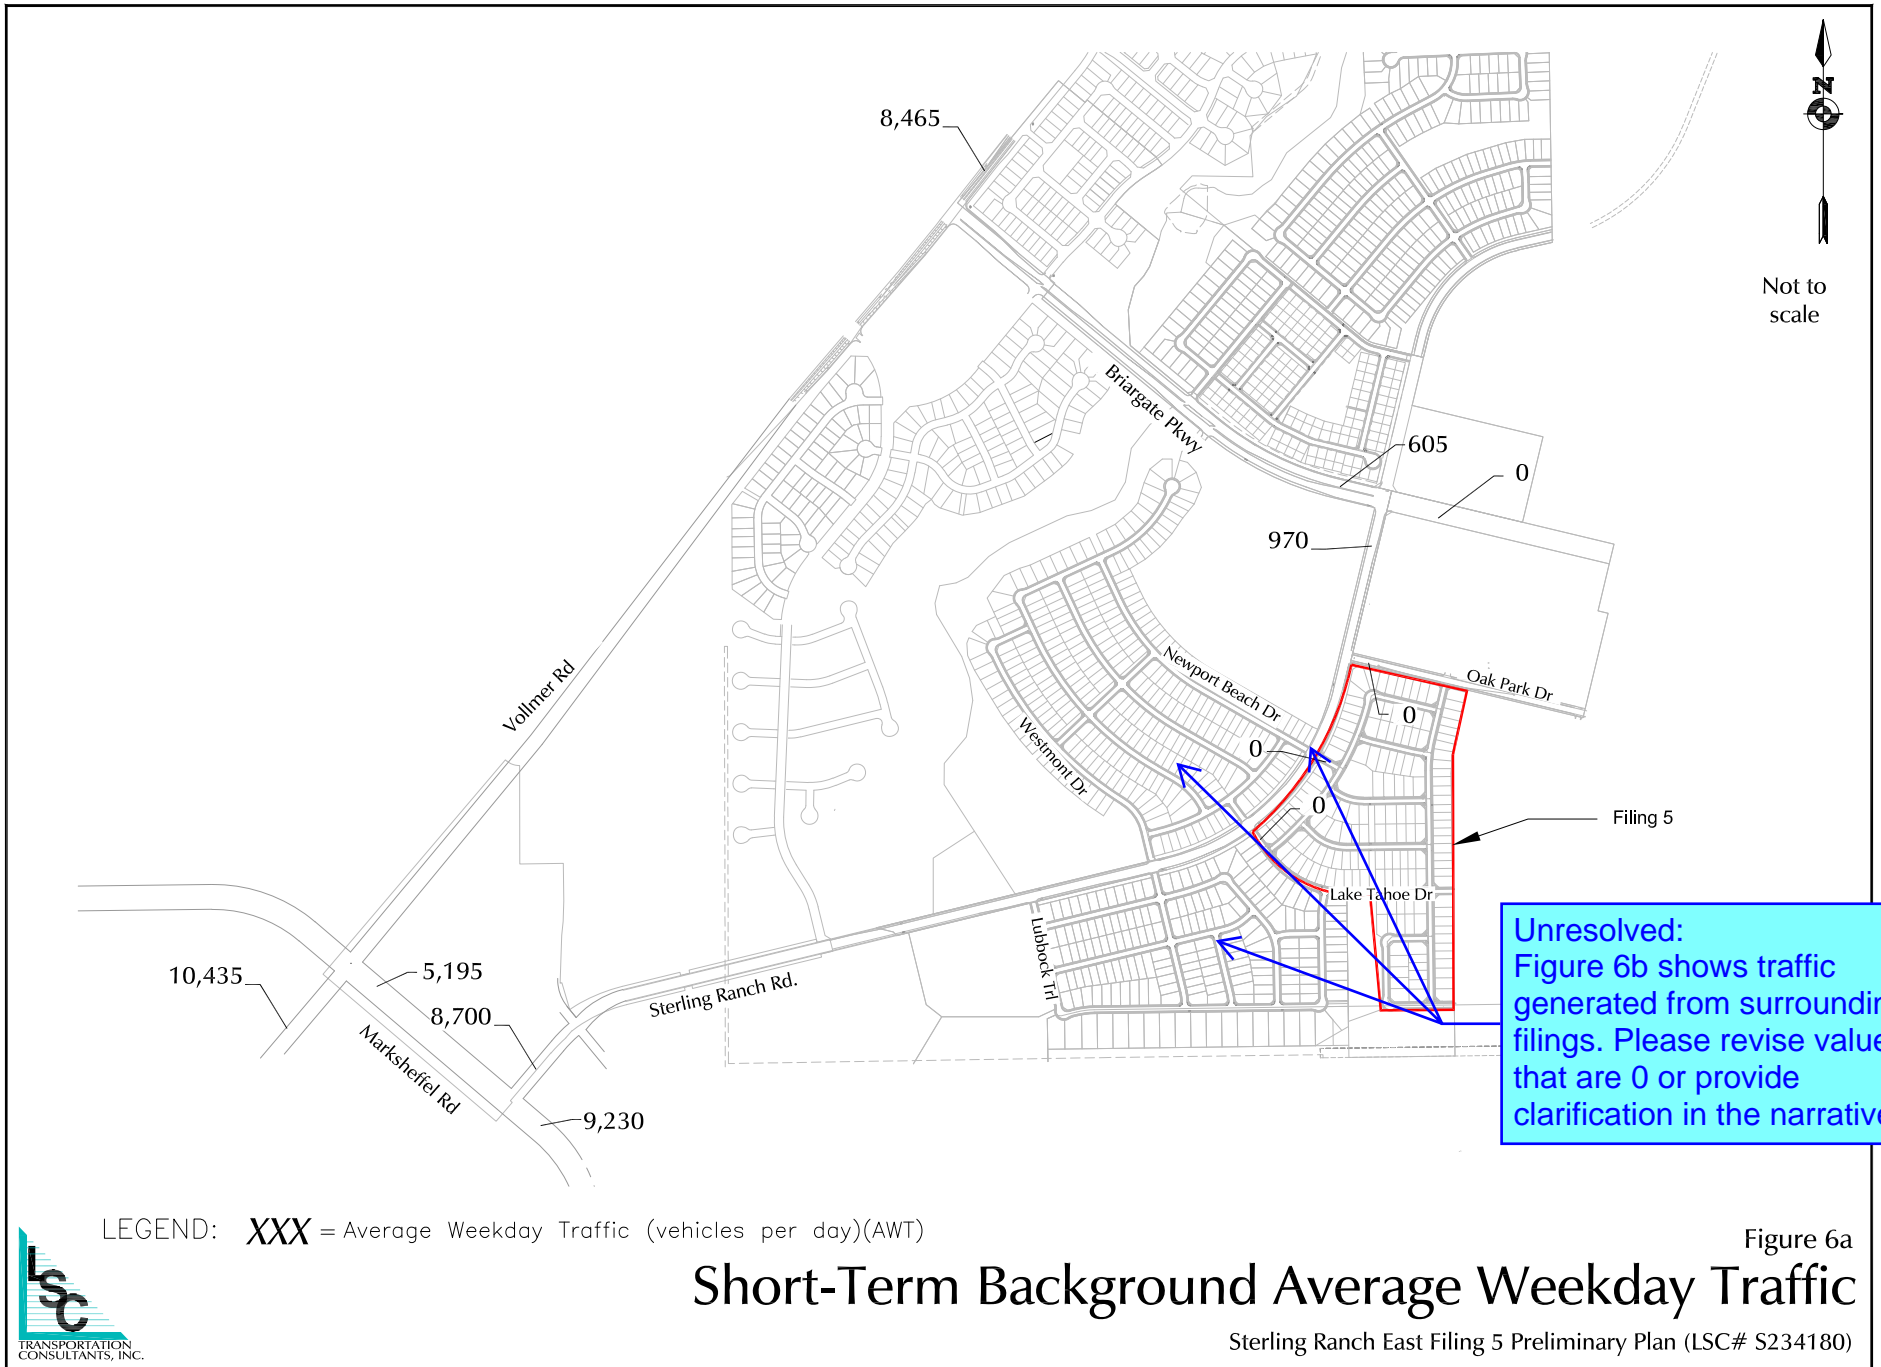 8,465
N
Not to
scale
Briargate Pkwy
605
0
970
Newport Beach Dr
Oak Park Dr
Vollmer Rd
Westmont Dr
0
0
0
Filing 5
Lake Tahoe Dr
Lubbock Trl
Unresolved:
Figure 6b shows traffic
generated from surroundin
filings. Please revise value
that are 0 or provide
clarification in the narrative
10,435
5,195
8,700
Sterling Ranch Rd.
Marksheffel Rd
9,230
LEGEND: XXX = Average Weekday Traffic (vehicles per day)(AWT)
Figure 6a
Short-Term Background Average Weekday Traffic
Sterling Ranch East Filing 5 Preliminary Plan (LSC# S234180)
LSC
TRANSPORTATION
CONSULTANTS, INC.